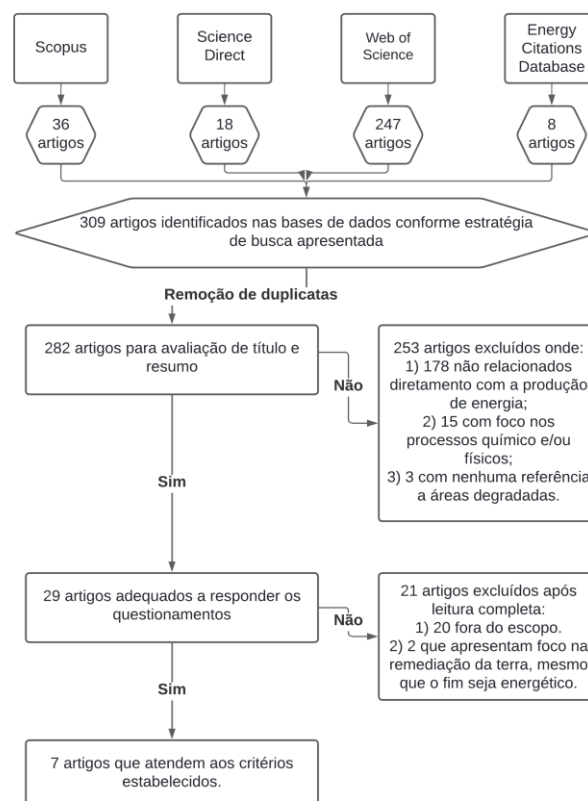 Scopus
Science
Direct
Web of
Science
Energy
Citations
Database
36
artigos
18
artigos
247
artigos
8
artigos
309 artigos identificados nas bases de dados conforme estratégia
de busca apresentada
Remoção de duplicatas
282 artigos para avaliação de título e
resumo
Não
253 artigos excluídos onde:
1) 178 não relacionados
diretamente com a produção
de energia;
2) 15 com foco nos
processos químico e/ou
físicos;
3) 3 com nenhuma referência
a áreas degradadas.
Sim
29 artigos adequados a responder os
questionamentos
Não
21 artigos excluídos após
leitura completa:
1) 20 fora do escopo.
2) 2 que apresentam foco na
remediação da terra, mesmo
que o fim seja energético.
Sim
7 artigos que atendem aos critérios
estabelecidos.